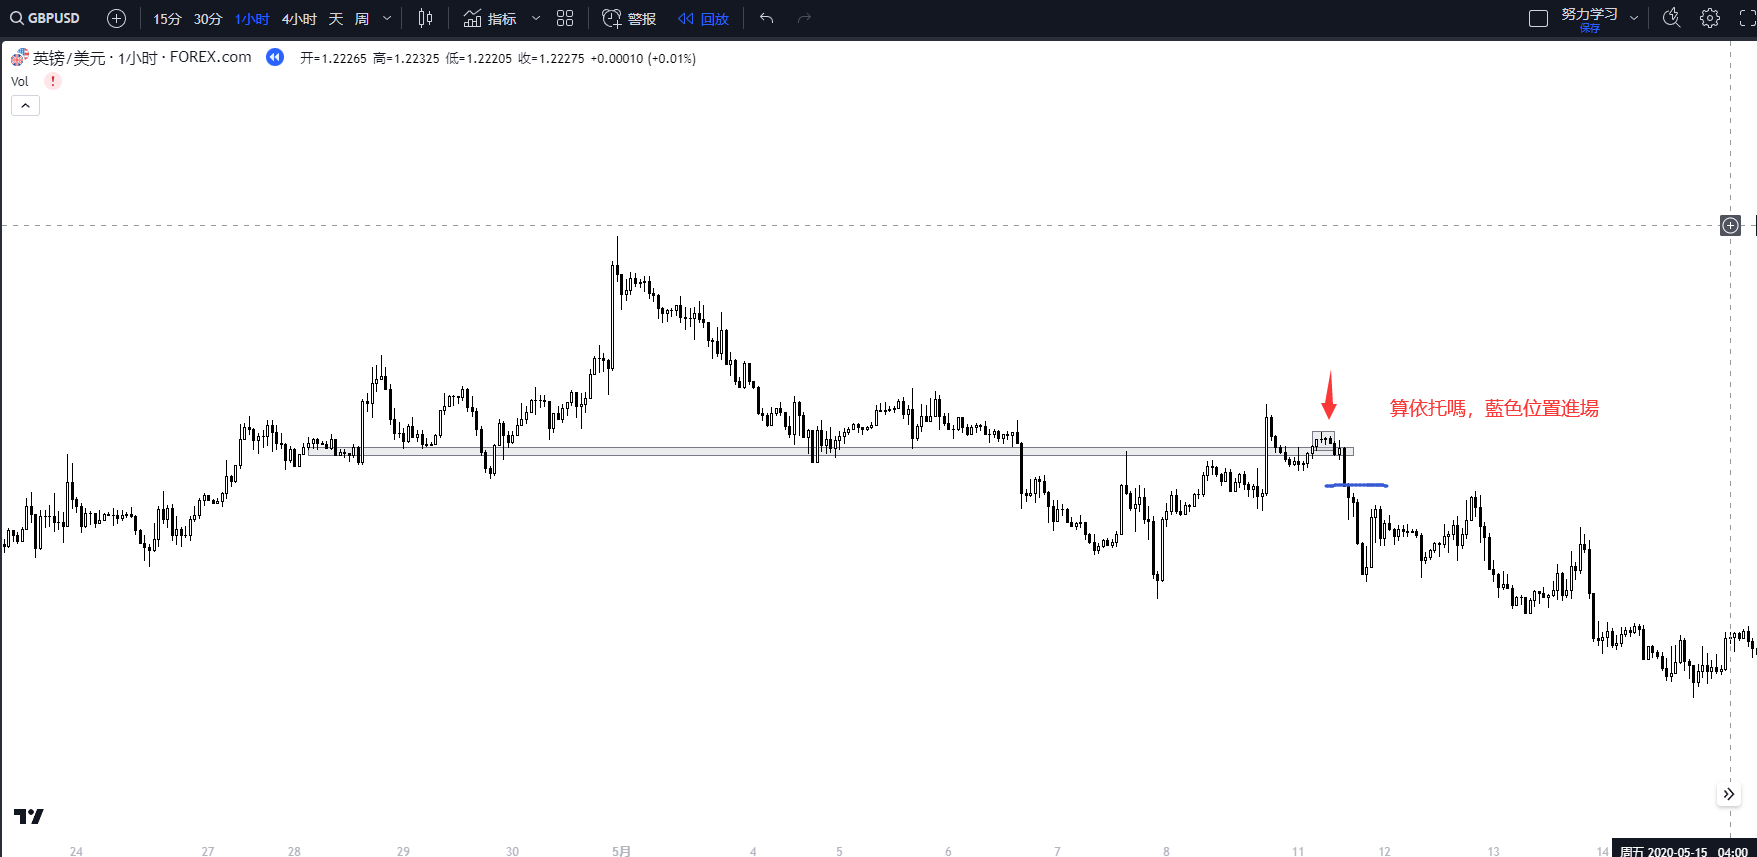 GBPUSD 15分 30分 1小时 4小时 天 周 指标 警报 回放 努力学习
保存
英镑/美元 · 1小时 · FOREX.com 开=1.22265 高=1.22325 低=1.22205 收=1.22275 +0.00010 (+0.01%)
Vol !
算依托嗎，藍色位置進場
24 27 28 29 30 5月 4 5 6 7 8 11 12 13 14 周五 2020-05-15 04:00